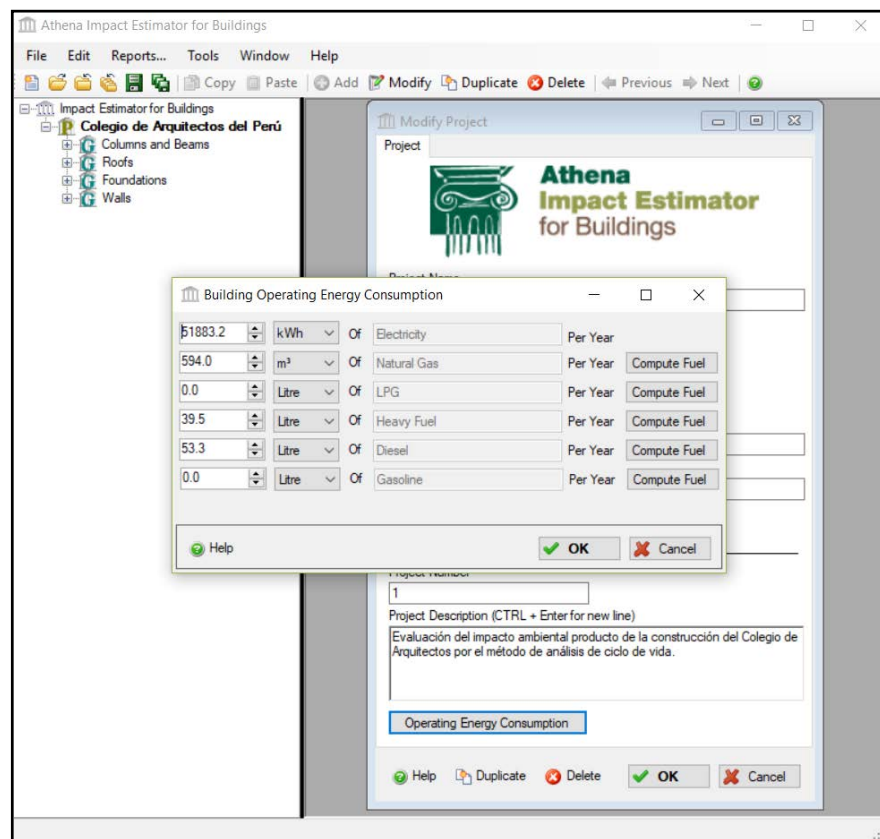 Athena Impact Estimator for Buildings
File Edit Reports... Tools Window Help
Copy Paste Add Modify Duplicate Delete Previous Next
Impact Estimator for Buildings
Colegio de Arquitectos del Perú
Columns and Beams
Roofs
Foundations
Walls
Modify Project
Project
Athena
Impact Estimator
for Buildings
Building Operating Energy Consumption
51883.2 kWh Of Electricity Per Year
594.0 m³ Of Natural Gas Per Year Compute Fuel
0.0 Litre Of LPG Per Year Compute Fuel
39.5 Litre Of Heavy Fuel Per Year Compute Fuel
53.3 Litre Of Diesel Per Year Compute Fuel
0.0 Litre Of Gasoline Per Year Compute Fuel
Help OK Cancel
Project Number
1
Project Description (CTRL + Enter for new line)
Evaluación del impacto ambiental producto de la construcción del Colegio de
Arquitectos por el método de análisis de ciclo de vida.
Operating Energy Consumption
Help Duplicate Delete OK Cancel